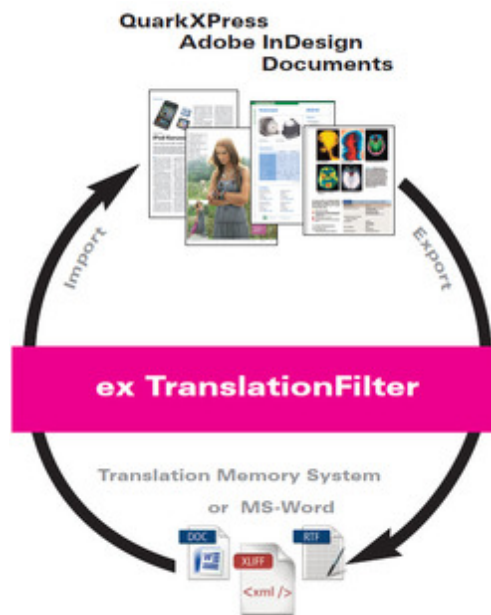 QuarkXPress
Adobe InDesign
Documents
Import
Export
ex TranslationFilter
Translation Memory System
or MS-Word
DOC
XLIFF
RTF
W
<xml />